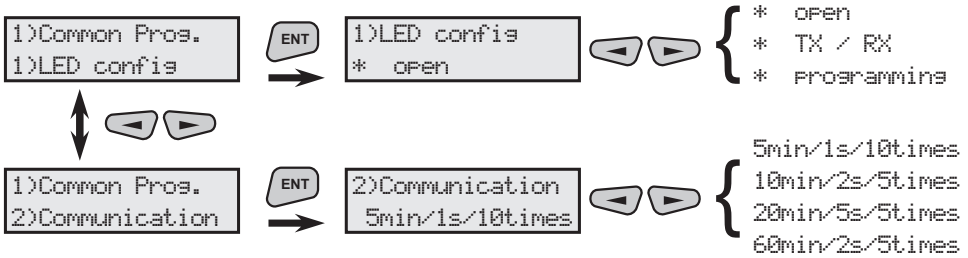 1)Common Prog.
1)LED config
ENT
1)LED config
* open
* open
* TX / RX
* programming
1)Common Prog.
2)Communication
ENT
2)Communication
5min/1s/10times
5min/1s/10times
10min/2s/5times
20min/5s/5times
60min/2s/5times